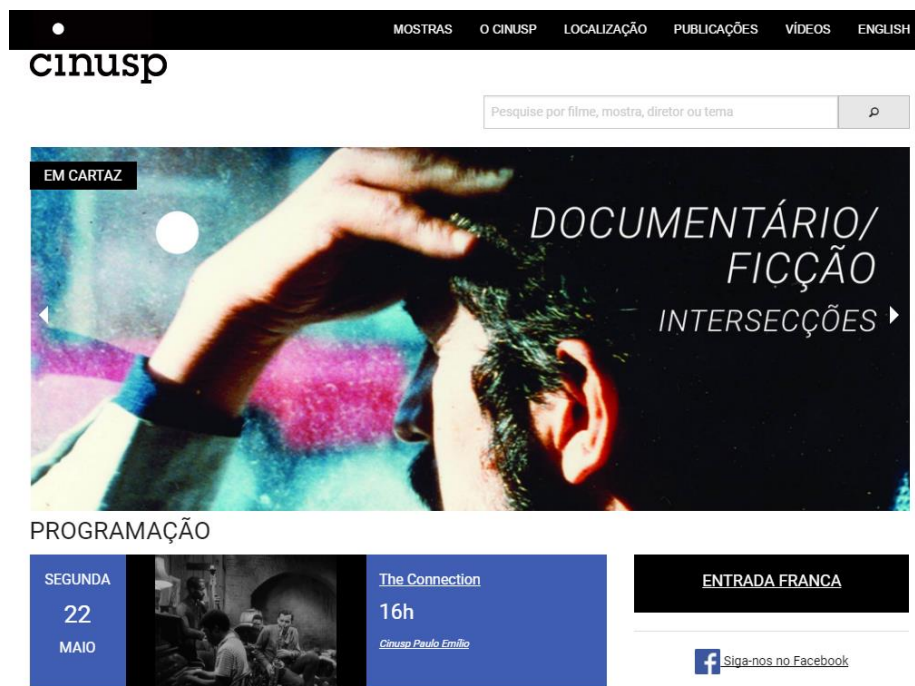 MOSTRAS O CINUSP LOCALIZAÇÃO PUBLICAÇÕES VÍDEOS ENGLISH
cinusp
Pesquise por filme, mostra, diretor ou tema
EM CARTAZ
DOCUMENTÁRIO/
FICÇÃO
INTERSECÇÕES
PROGRAMAÇÃO
SEGUNDA
22
MAIO
The Connection
16h
Cinusp Paulo Emílio
ENTRADA FRANCA
Siga-nos no Facebook